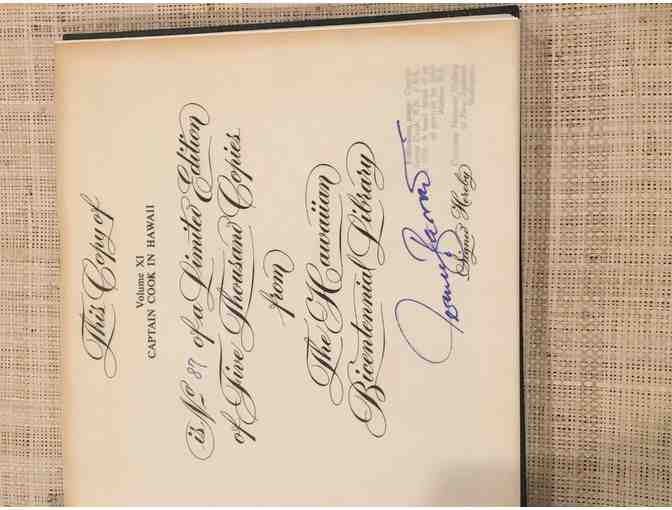 This Copy of
Volume XI
CAPTAIN COOK IN HAWAII
is No 87 of a Limited Edition
of Five Thousand Copies
from
The Hawaiian
Bicentennial Library
Signed Hereby